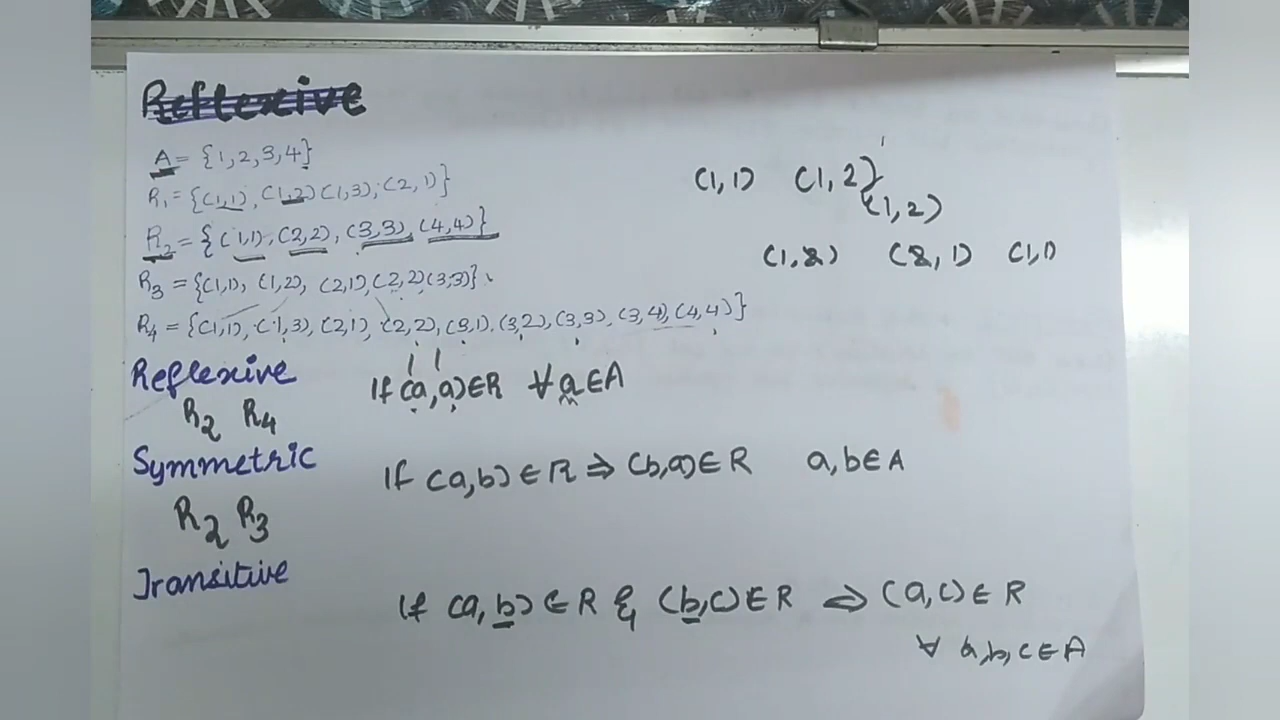 Reflexive
A = {1,2,3,4}
R1 = {(1,1), (1,2) (1,3), (2,1)}
R2 = {(1,1), (2,2), (3,3), (4,4)}
R3 = {(1,1), (1,2), (2,1), (2,2) (3,3)}
R4 = {(1,1), (1,3), (2,1), (2,2), (3,1), (3,2), (3,3), (3,4), (4,4)}
(1,1) (1,2)}
(1,2)
(1,2) (2,1) (1,1)
Reflexive If (a,a) ∈ R ∀ a ∈ A
R2 R4
Symmetric If (a,b) ∈ R ⇒ (b,a) ∈ R a,b ∈ A
R2 R3
Transitive
If (a,b) ∈ R & (b,c) ∈ R ⇒ (a,c) ∈ R
∀ a,b,c ∈ A